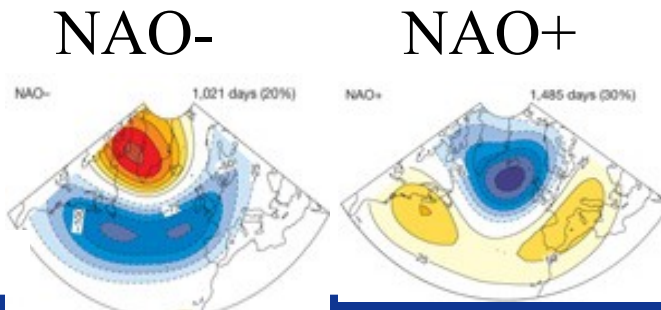 NAO-
NAO+
NAO–
1,021 days (20%)
NAO+
1,485 days (30%)